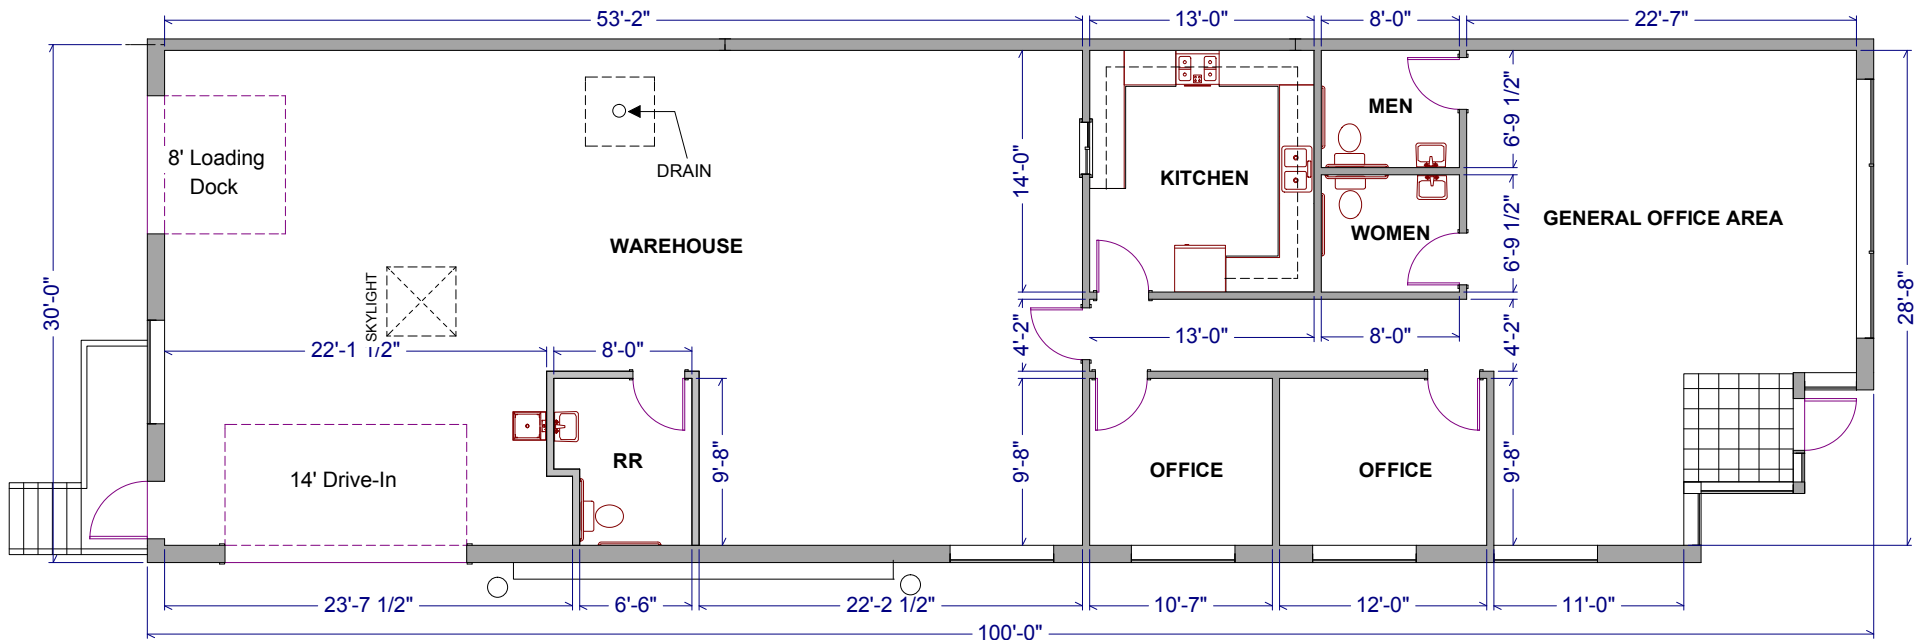 53'-2"
13'-0"
8'-0"
22'-7"
MEN
6'-9 1/2"
8' Loading
Dock
DRAIN
14'-0"
KITCHEN
WOMEN
6'-9 1/2"
GENERAL OFFICE AREA
WAREHOUSE
30'-0"
28'-8"
SKYLIGHT
22'-1 1/2"
8'-0"
4'-2"
13'-0"
8'-0"
4'-2"
14' Drive-In
RR
9'-8"
9'-8"
OFFICE
OFFICE
9'-8"
23'-7 1/2"
6'-6"
22'-2 1/2"
10'-7"
12'-0"
11'-0"
100'-0"